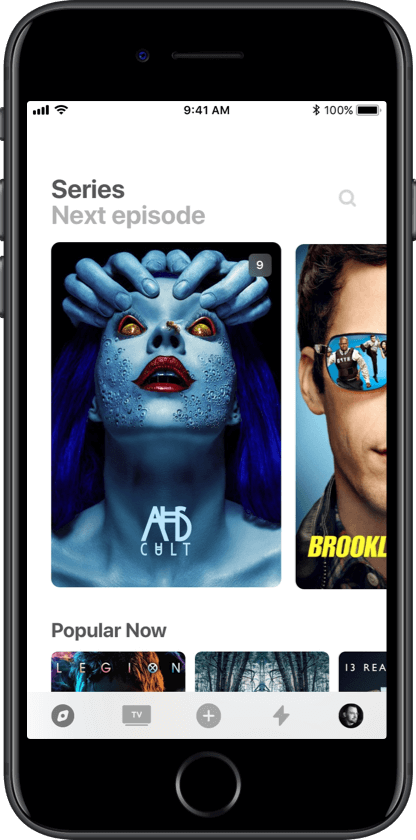 9:41 AM
100%
Series
Next episode
9
AHS
CULT
BROOKL
Popular Now
LEGION
13 REA
TV